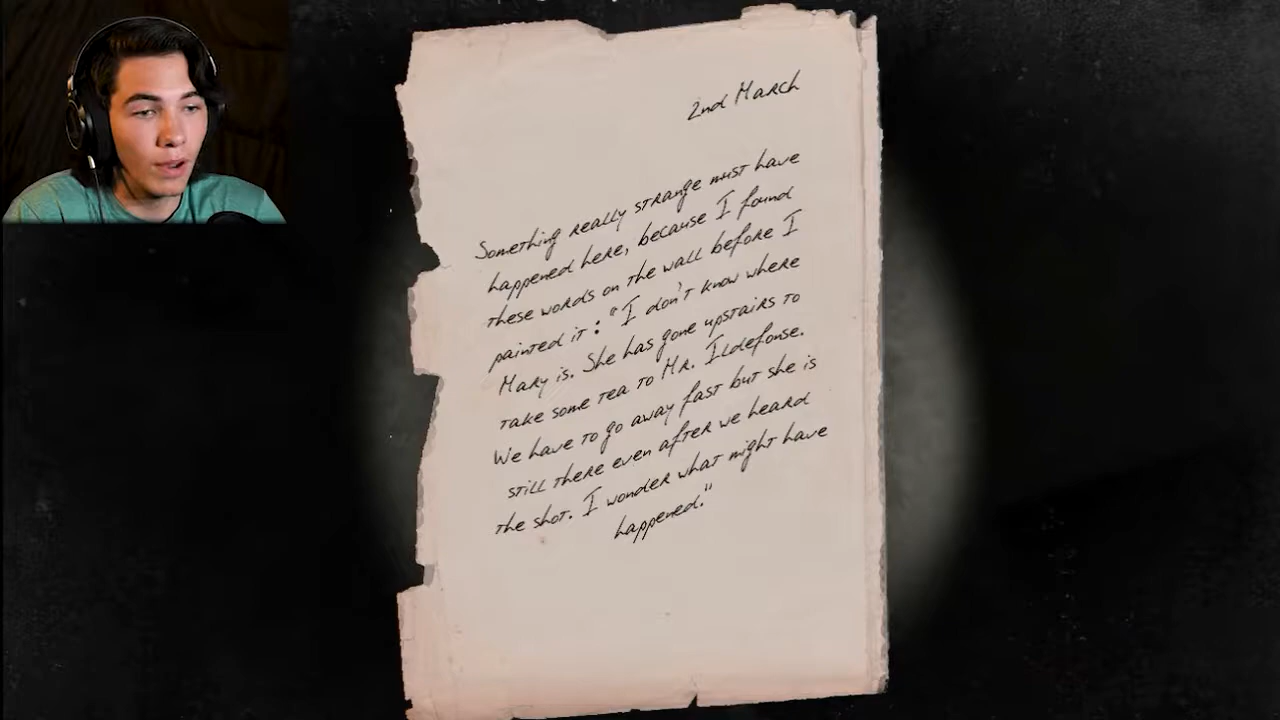 2nd March
Something really strange must have
happened here, because I found
these words on the wall before I
painted it: "I don't know where
Mary is. She has gone upstairs to
take some tea to Mr. Ildefonse.
We have to go away fast but she is
still there even after we heard
the shot. I wonder what might have
happened."